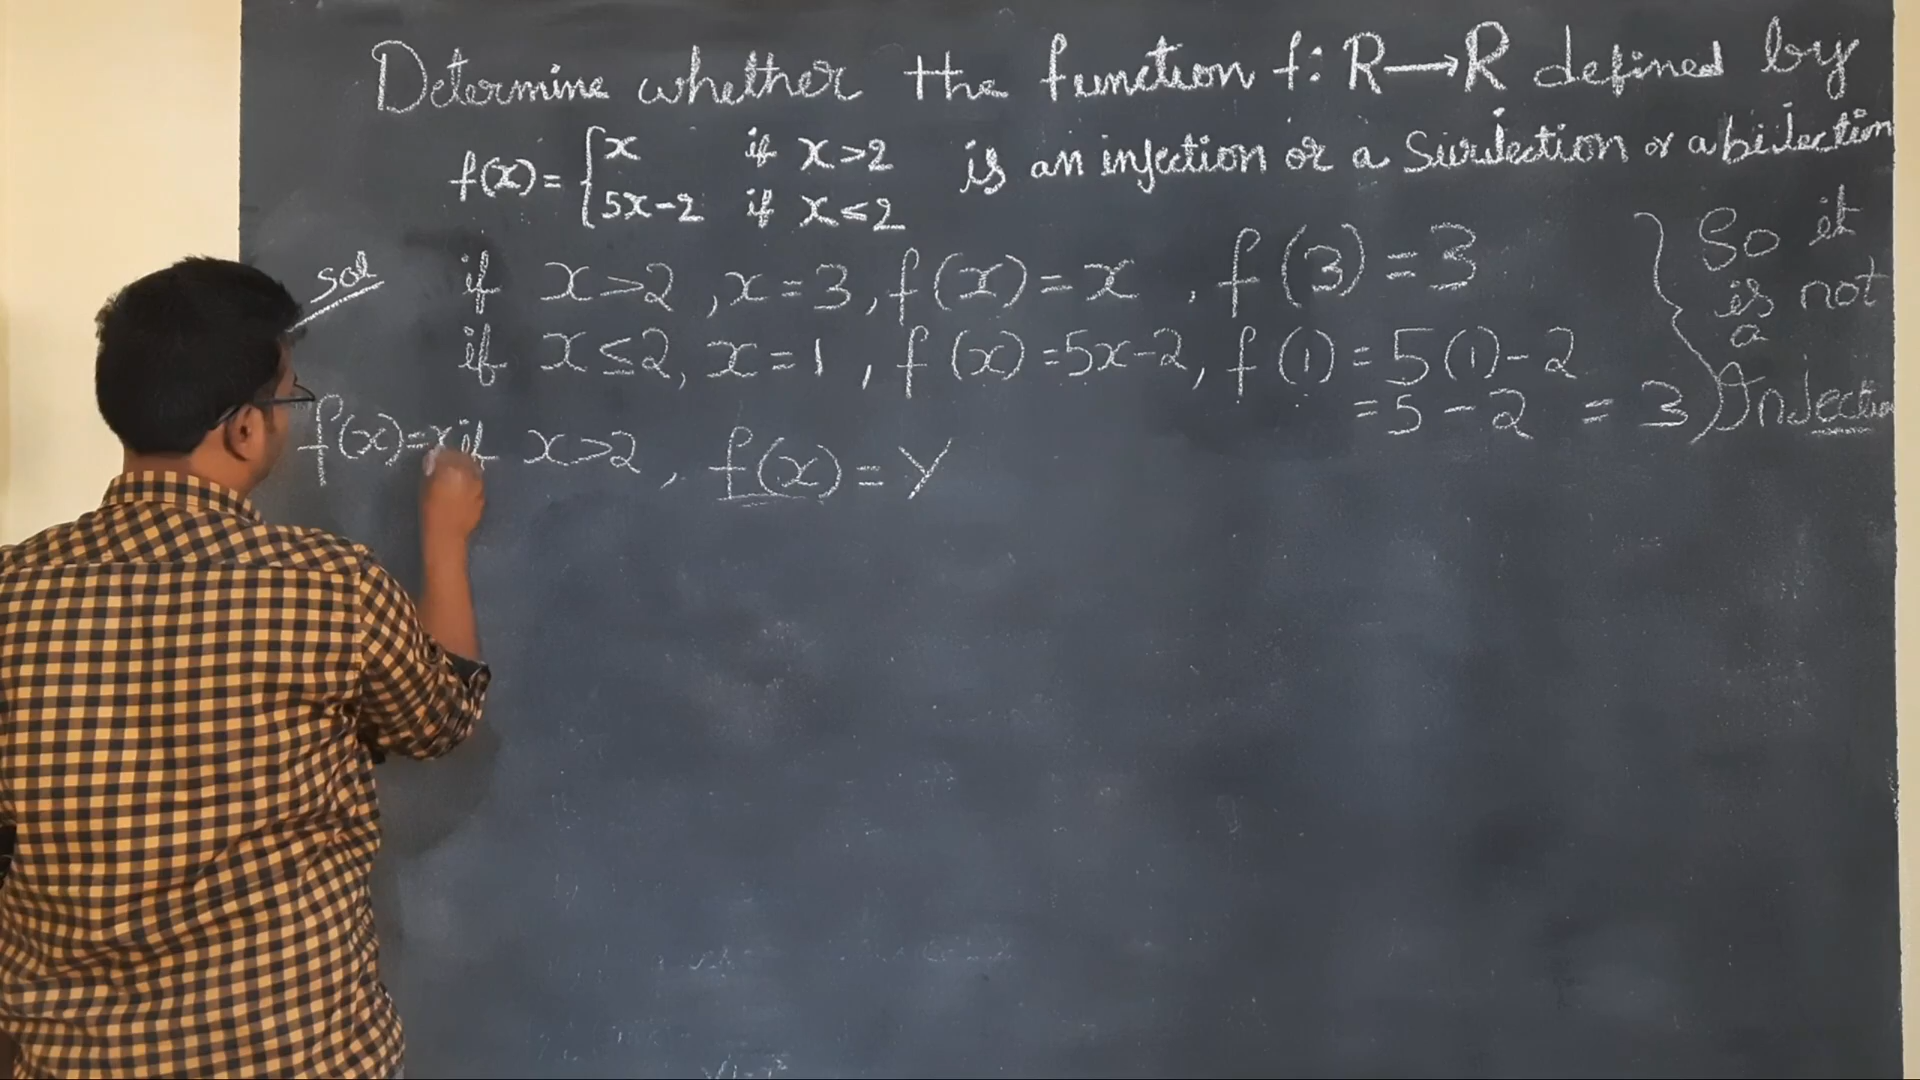 Determine whether the function f: R→R defined by
f(x) = { x if x>2 is an injection or a Surjection or a bijection
5x-2 if x≤2
Sol if x>2, x=3, f(x)=x, f(3)=3
if x≤2, x=1, f(x)=5x-2, f(1)=5(1)-2
=5-2 = 3
So it
is not
a
Injection
f(x)=x if x>2, f(x)=y